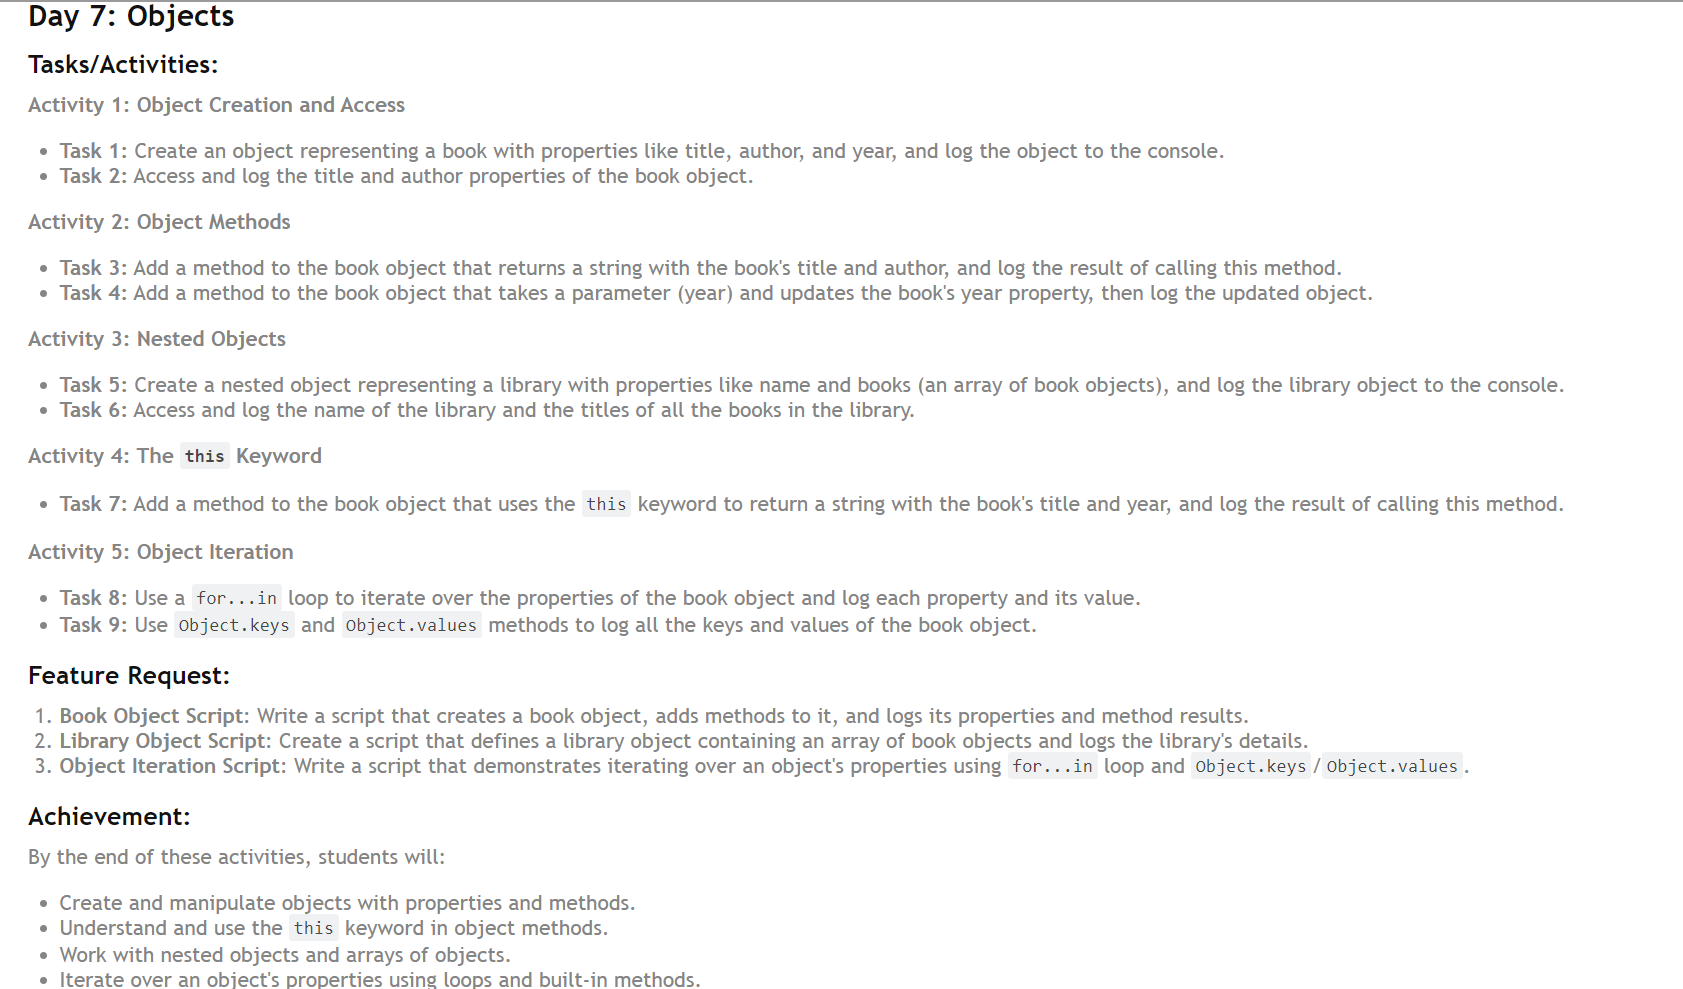 Day 7: Objects
Tasks/Activities:
Activity 1: Object Creation and Access
• Task 1: Create an object representing a book with properties like title, author, and year, and log the object to the console.
• Task 2: Access and log the title and author properties of the book object.
Activity 2: Object Methods
• Task 3: Add a method to the book object that returns a string with the book's title and author, and log the result of calling this method.
• Task 4: Add a method to the book object that takes a parameter (year) and updates the book's year property, then log the updated object.
Activity 3: Nested Objects
• Task 5: Create a nested object representing a library with properties like name and books (an array of book objects), and log the library object to the console.
• Task 6: Access and log the name of the library and the titles of all the books in the library.
Activity 4: The this Keyword
• Task 7: Add a method to the book object that uses the this keyword to return a string with the book's title and year, and log the result of calling this method.
Activity 5: Object Iteration
• Task 8: Use a for...in loop to iterate over the properties of the book object and log each property and its value.
• Task 9: Use Object.keys and Object.values methods to log all the keys and values of the book object.
Feature Request:
1. Book Object Script: Write a script that creates a book object, adds methods to it, and logs its properties and method results.
2. Library Object Script: Create a script that defines a library object containing an array of book objects and logs the library's details.
3. Object Iteration Script: Write a script that demonstrates iterating over an object's properties using for...in loop and Object.keys/Object.values.
Achievement:
By the end of these activities, students will:
• Create and manipulate objects with properties and methods.
• Understand and use the this keyword in object methods.
• Work with nested objects and arrays of objects.
• Iterate over an object's properties using loops and built-in methods.